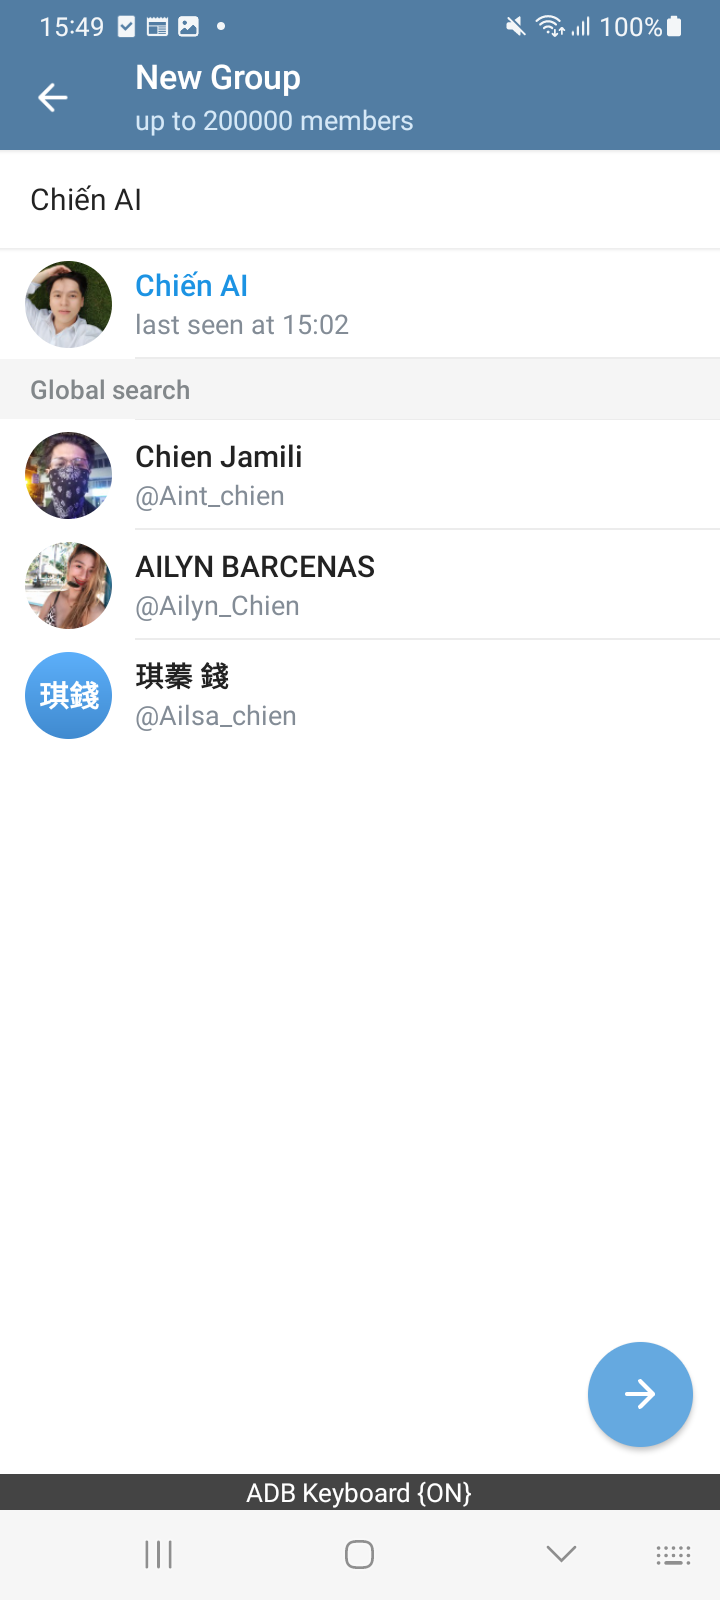 15:49
100%
New Group
up to 200000 members
Chiến AI
Chiến AI
last seen at 15:02
Global search
Chien Jamili
@Aint_chien
AILYN BARCENAS
@Ailyn_Chien
琪錢
琪蓁 錢
@Ailsa_chien
ADB Keyboard {ON}